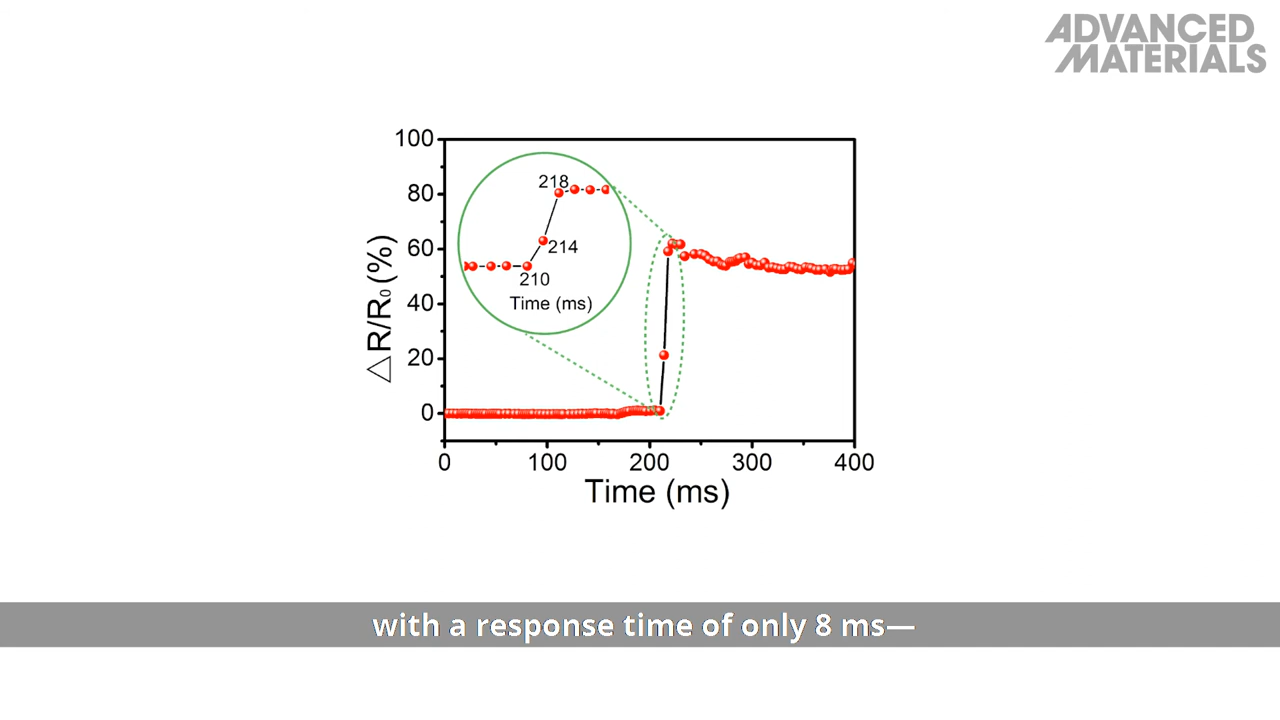 ADVANCED
MATERIALS
100
80
60
40
20
0
△R/R₀ (%)
218
214
210
Time (ms)
0 100 200 300 400
Time (ms)
with a response time of only 8 ms—